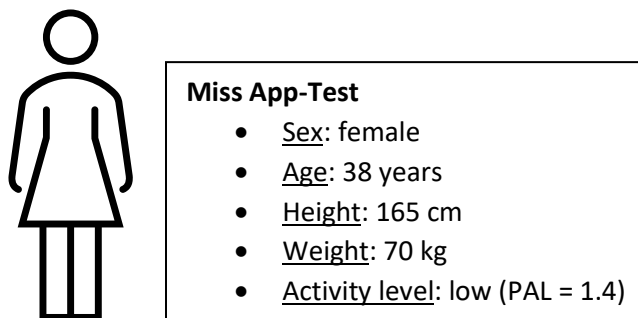 Miss App-Test
• Sex: female
• Age: 38 years
• Height: 165 cm
• Weight: 70 kg
• Activity level: low (PAL = 1.4)